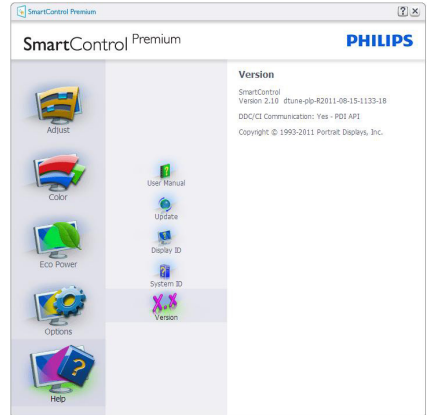 SmartControl Premium
SmartControl Premium
PHILIPS
Adjust
Color
Eco Power
Options
Help
User Manual
Update
Display ID
System ID
X.X
Version
Version
SmartControl
Version 2.10 dtune-plp-R2011-08-15-1133-18
DDC/CI Communication: Yes - PDI API
Copyright © 1993-2011 Portrait Displays, Inc.